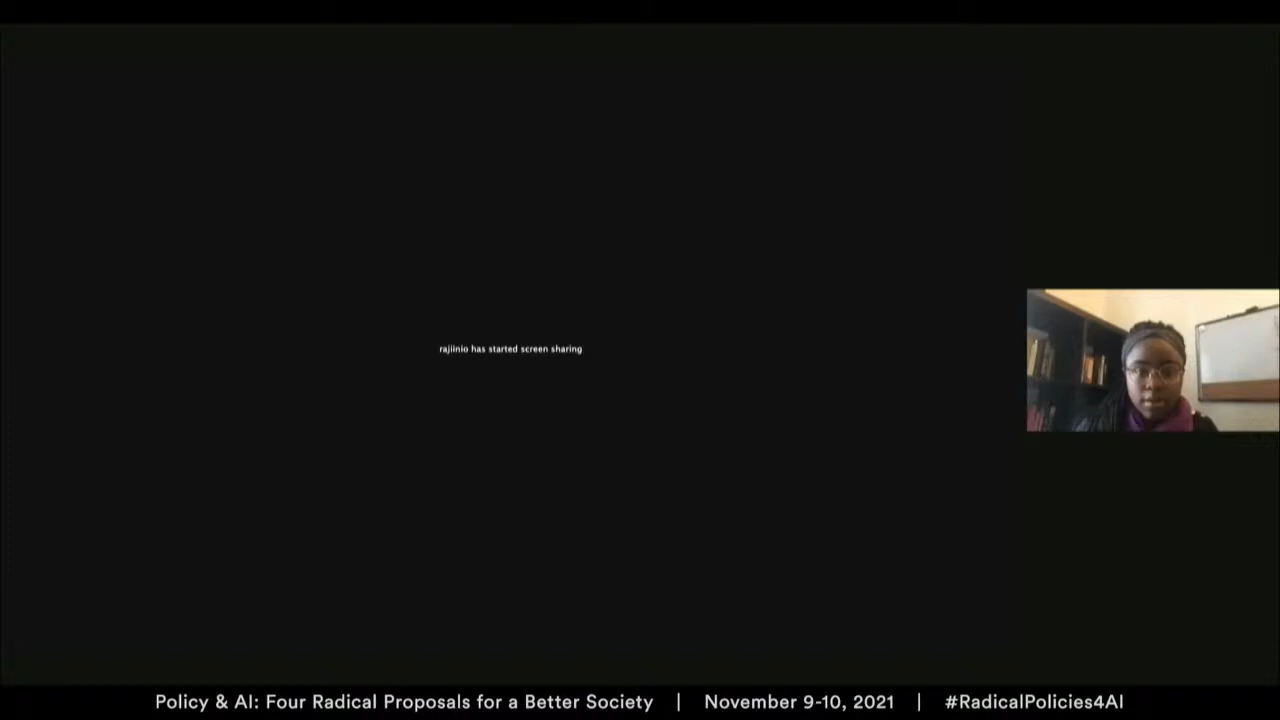 rajiinio has started screen sharing
Policy & AI: Four Radical Proposals for a Better Society | November 9-10, 2021 | #RadicalPolicies4AI